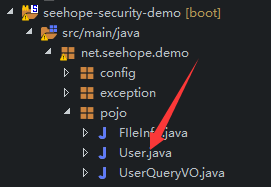 seehope-security-demo [boot]
src/main/java
net.seehope.demo
config
exception
pojo
FIleInfo.java
User.java
UserQueryVO.java